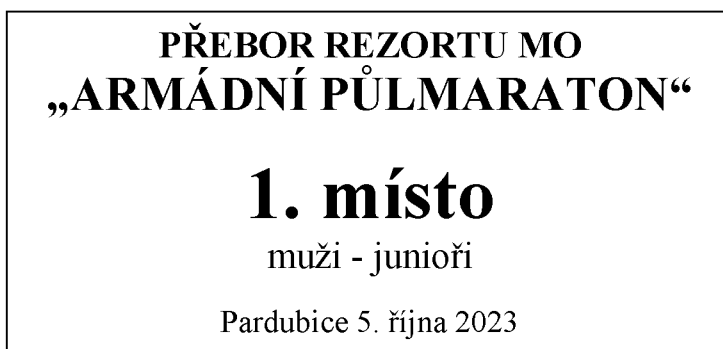 PŘEBOR REZORTU MO
„ARMÁDNÍ PŮLMARATON“
1. místo
muži - junioři
Pardubice 5. října 2023